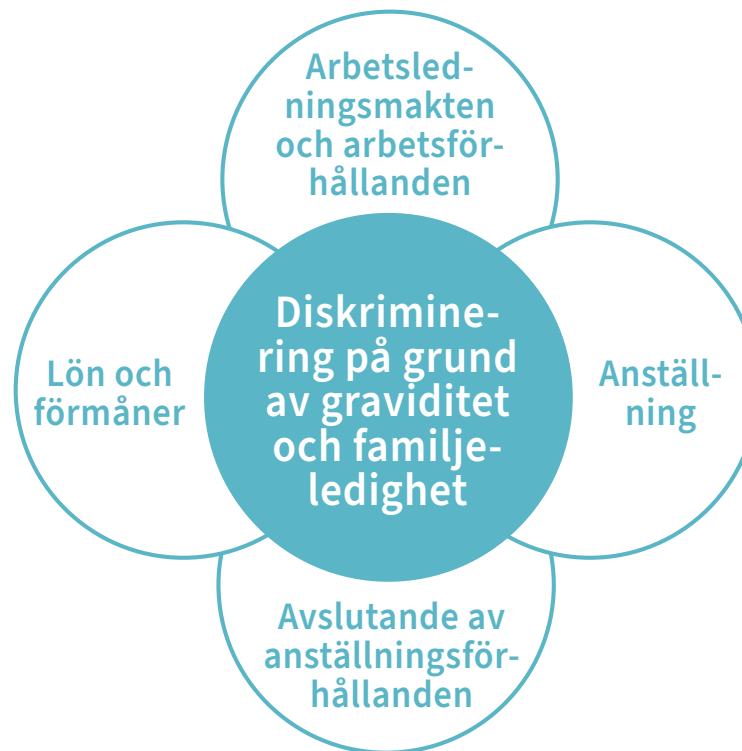 Arbetsled-
ningsmakten
och arbetsför-
hållanden
Diskrimine-
ring på grund
av graviditet
och familje-
ledighet
Lön och
förmåner
Anställ-
ning
Avslutande av
anställningsför-
hållanden